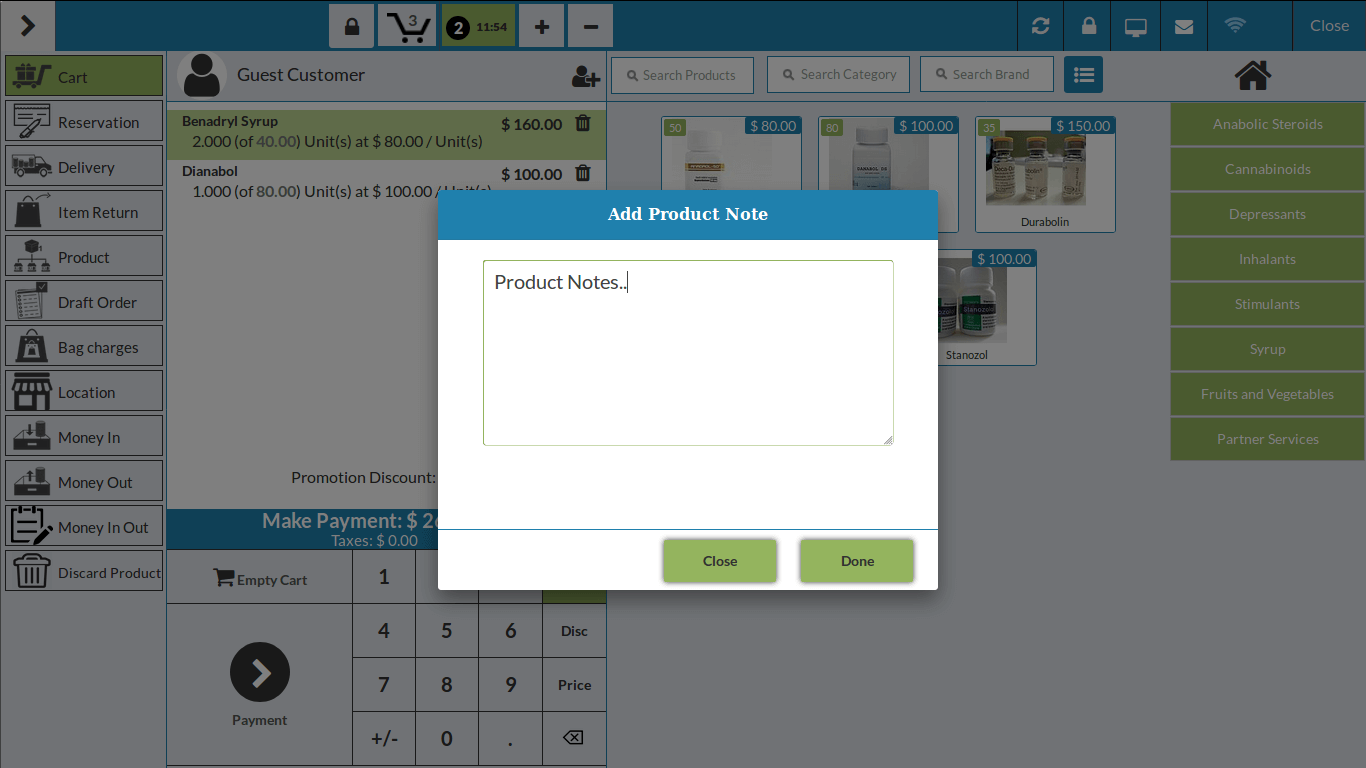 3
2 11:54
+
−
Close
Cart
Reservation
Delivery
Item Return
Product
Draft Order
Bag charges
Location
Money In
Money Out
Money In Out
Discard Product
Guest Customer
Benadryl Syrup
$ 160.00
2.000 (of 40.00) Unit(s) at $ 80.00 / Unit(s)
Dianabol
$ 100.00
1.000 (of 80.00) Unit(s) at $ 100.00 / Unit(s)
Promotion Discount:
Make Payment: $ 2
Taxes: $ 0.00
Empty Cart
Payment
1
4 5 6 Disc
7 8 9 Price
+/- 0 .
Search Products
Search Category
Search Brand
50 $ 80.00
80 $ 100.00
35 $ 150.00
Durabolin
$ 100.00
Stanozol
Anabolic Steroids
Cannabinoids
Depressants
Inhalants
Stimulants
Syrup
Fruits and Vegetables
Partner Services
Add Product Note
Product Notes..
Close
Done